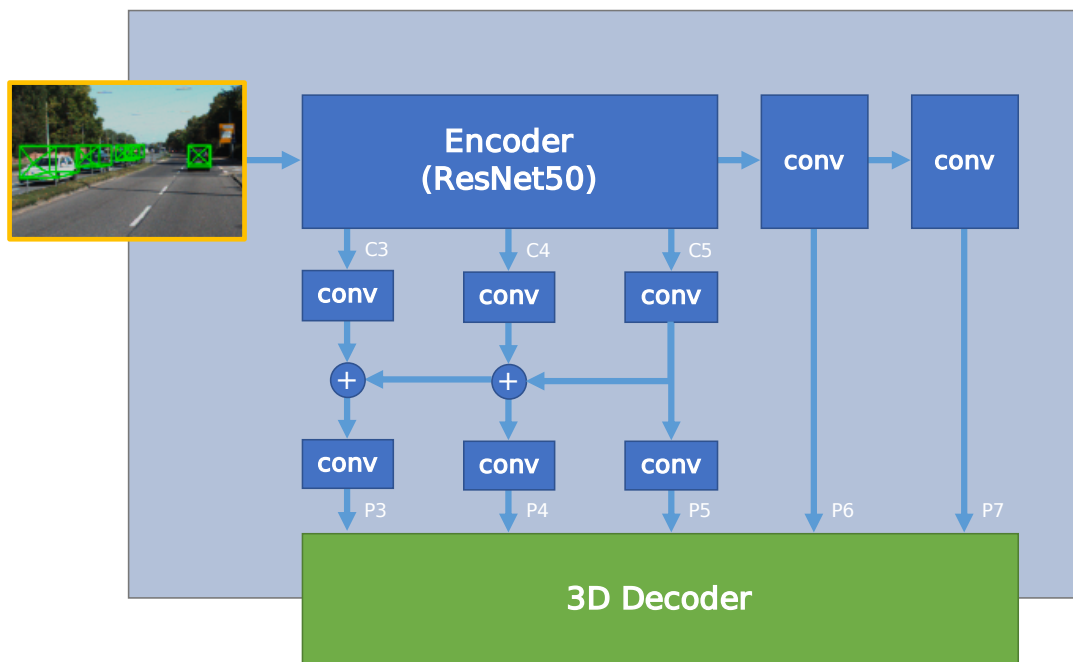 Encoder
(ResNet50)
conv
conv
C3
C4
C5
conv
conv
conv
+
+
conv
conv
conv
P3
P4
P5
P6
P7
3D Decoder